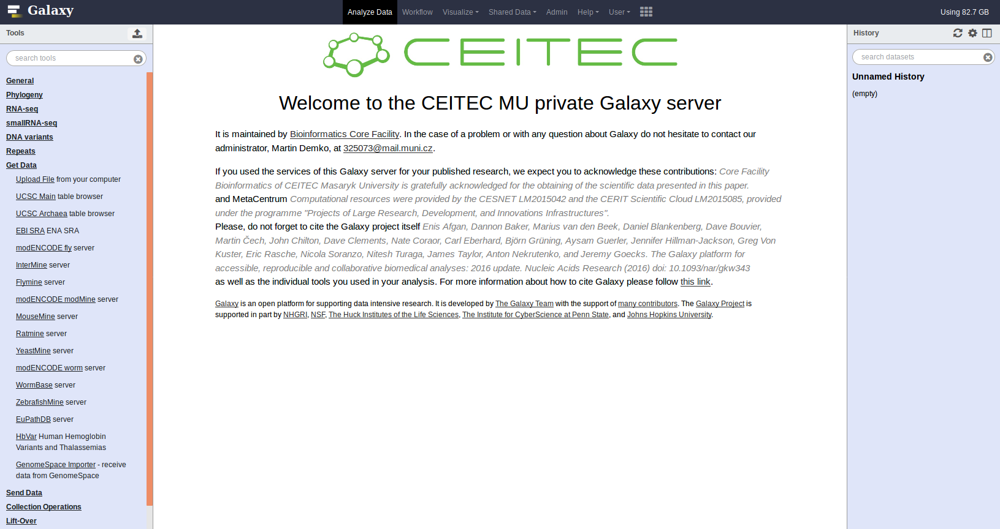 Galaxy
Analyze Data
Workflow
Visualize
Shared Data
Admin
Help
User
Using 82.7 GB
Tools
search tools
General
Phylogeny
RNA-seq
smallRNA-seq
DNA variants
Repeats
Get Data
Upload File from your computer
UCSC Main table browser
UCSC Archaea table browser
EBI SRA ENA SRA
modENCODE fly server
InterMine server
Flymine server
modENCODE modMine server
MouseMine server
Ratmine server
YeastMine server
modENCODE worm server
WormBase server
ZebrafishMine server
EuPathDB server
HbVar Human Hemoglobin
Variants and Thalassemias
GenomeSpace Importer - receive
data from GenomeSpace
Send Data
Collection Operations
Lift-Over
CEITEC
Welcome to the CEITEC MU private Galaxy server
It is maintained by Bioinformatics Core Facility. In the case of a problem or with any question about Galaxy do not hesitate to contact our
administrator, Martin Demko, at 325073@mail.muni.cz.
If you used the services of this Galaxy server for your published research, we expect you to acknowledge these contributions: Core Facility
Bioinformatics of CEITEC Masaryk University is gratefully acknowledged for the obtaining of the scientific data presented in this paper.
and MetaCentrum Computational resources were provided by the CESNET LM2015042 and the CERIT Scientific Cloud LM2015085, provided
under the programme "Projects of Large Research, Development, and Innovations Infrastructures".
Please, do not forget to cite the Galaxy project itself Enis Afgan, Dannon Baker, Marius van den Beek, Daniel Blankenberg, Dave Bouvier,
Martin Čech, John Chilton, Dave Clements, Nate Coraor, Carl Eberhard, Björn Grüning, Aysam Guerler, Jennifer Hillman-Jackson, Greg Von
Kuster, Eric Rasche, Nicola Soranzo, Nitesh Turaga, James Taylor, Anton Nekrutenko, and Jeremy Goecks. The Galaxy platform for
accessible, reproducible and collaborative biomedical analyses: 2016 update. Nucleic Acids Research (2016) doi: 10.1093/nar/gkw343
as well as the individual tools you used in your analysis. For more information about how to cite Galaxy please follow this link.
Galaxy is an open platform for supporting data intensive research. It is developed by The Galaxy Team with the support of many contributors. The Galaxy Project is
supported in part by NHGRI, NSF, The Huck Institutes of the Life Sciences, The Institute for CyberScience at Penn State, and Johns Hopkins University.
History
search datasets
Unnamed History
(empty)